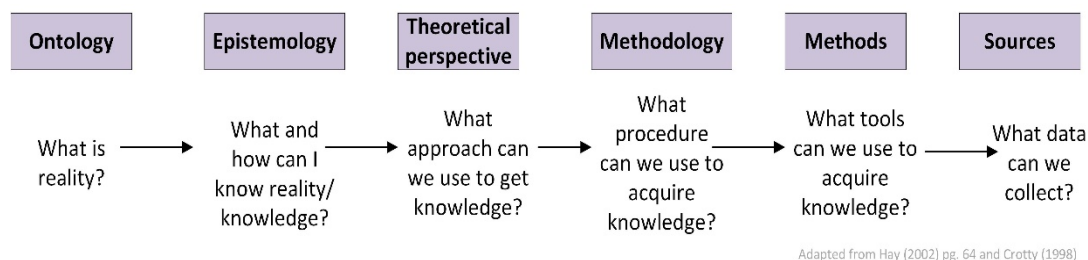 Ontology
Epistemology
Theoretical
perspective
Methodology
Methods
Sources
What is
reality?
What and
how can I
know reality/
knowledge?
What
approach can
we use to get
knowledge?
What
procedure
can we use to
acquire
knowledge?
What tools
can we use to
acquire
knowledge?
What data
can we
collect?
Adapted from Hay (2002) pg. 64 and Crotty (1998)